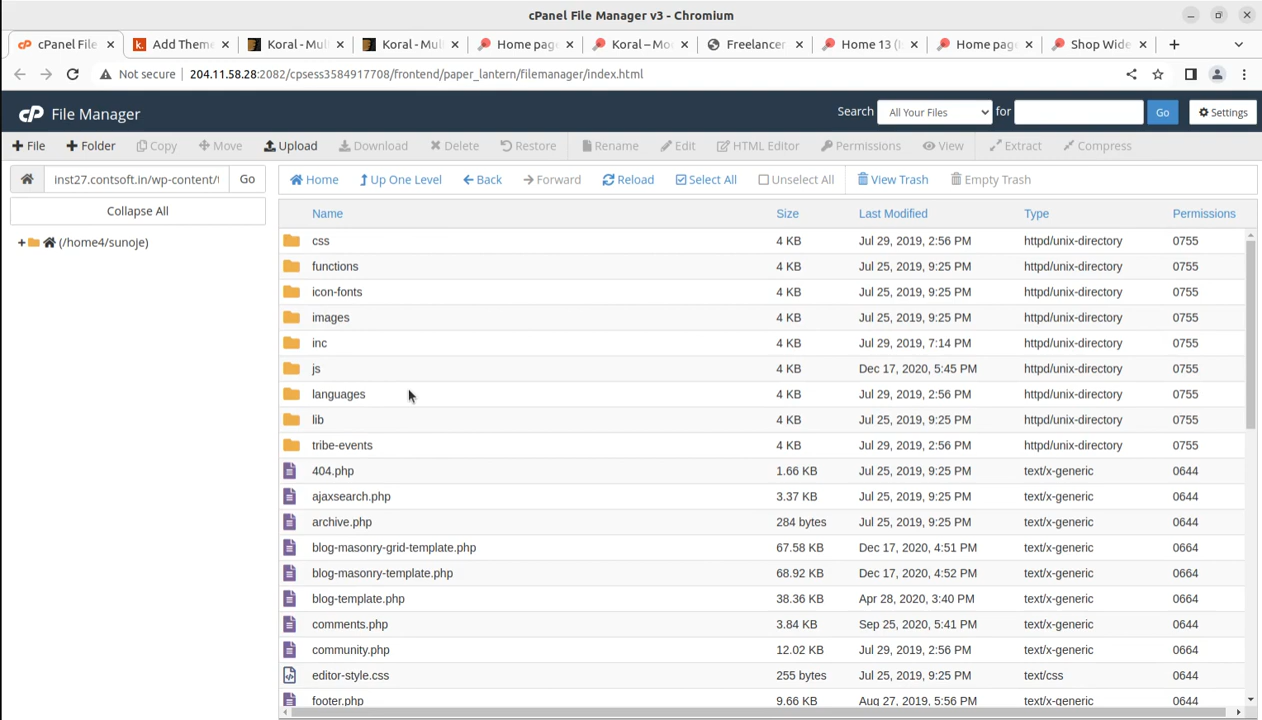 cPanel File Manager v3 - Chromium
cPanel File
Add Theme
Koral - Mul
Koral - Mul
Home pag
Koral – Mo
Freelancer
Home 13 (
Home pag
Shop Wide
Not secure 204.11.58.28:2082/cpsess3584917708/frontend/paper_lantern/filemanager/index.html
cP File Manager
Search All Your Files for Go Settings
File Folder Copy Move Upload Download Delete Restore Rename Edit HTML Editor Permissions View Extract Compress
inst27.contsoft.in/wp-content/t Go Home Up One Level Back Forward Reload Select All Unselect All View Trash Empty Trash
Collapse All
+ (/home4/sunoje)
Name Size Last Modified Type Permissions
css 4 KB Jul 29, 2019, 2:56 PM httpd/unix-directory 0755
functions 4 KB Jul 25, 2019, 9:25 PM httpd/unix-directory 0755
icon-fonts 4 KB Jul 25, 2019, 9:25 PM httpd/unix-directory 0755
images 4 KB Jul 25, 2019, 9:25 PM httpd/unix-directory 0755
inc 4 KB Jul 29, 2019, 7:14 PM httpd/unix-directory 0755
js 4 KB Dec 17, 2020, 5:45 PM httpd/unix-directory 0755
languages 4 KB Jul 29, 2019, 2:56 PM httpd/unix-directory 0755
lib 4 KB Jul 25, 2019, 9:25 PM httpd/unix-directory 0755
tribe-events 4 KB Jul 29, 2019, 2:56 PM httpd/unix-directory 0755
404.php 1.66 KB Jul 25, 2019, 9:25 PM text/x-generic 0644
ajaxsearch.php 3.37 KB Jul 25, 2019, 9:25 PM text/x-generic 0644
archive.php 284 bytes Jul 25, 2019, 9:25 PM text/x-generic 0644
blog-masonry-grid-template.php 67.58 KB Dec 17, 2020, 4:51 PM text/x-generic 0664
blog-masonry-template.php 68.92 KB Dec 17, 2020, 4:52 PM text/x-generic 0664
blog-template.php 38.36 KB Apr 28, 2020, 3:40 PM text/x-generic 0664
comments.php 3.84 KB Sep 25, 2020, 5:41 PM text/x-generic 0664
community.php 12.02 KB Jul 29, 2019, 2:56 PM text/x-generic 0664
editor-style.css 255 bytes Jul 25, 2019, 9:25 PM text/css 0644
footer.php 9.66 KB Aug 27, 2019, 5:56 PM text/x-generic 0644